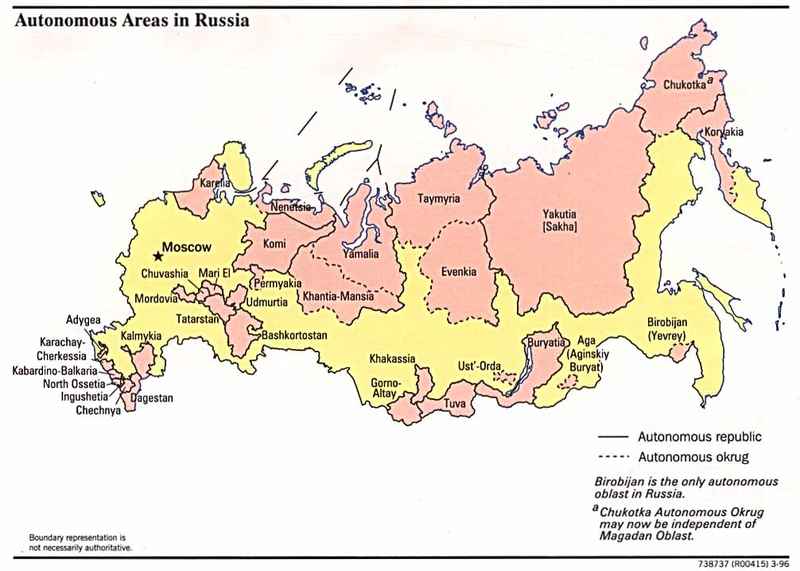 Autonomous Areas in Russia
Chukotka a
Koryakia
Karelia
Taymyria
Nenetsia
Yakutia
[Sakha]
Moscow
Komi
Yamalia
Evenkia
Chuvashia
Mari El
Permyakia
Khantia-Mansia
Mordovia
Udmurtia
Tatarstan
Adygea
Kalmykia
Bashkortostan
Birobijan
(Yevrey)
Karachay-
Cherkessia
Aga
(Aginskiy
Buryat)
Buryatia
Khakassia
Ust'-Orda
Kabardino-Balkaria
North Ossetia
Gorno-
Altay
Ingushetia
Dagestan
Tuva
Chechnya
Autonomous republic
Autonomous okrug
Birobijan is the only autonomous
oblast in Russia.
a Chukotka Autonomous Okrug
may now be independent of
Magadan Oblast.
Boundary representation is
not necessarily authoritative.
738737 (R00415) 3-96